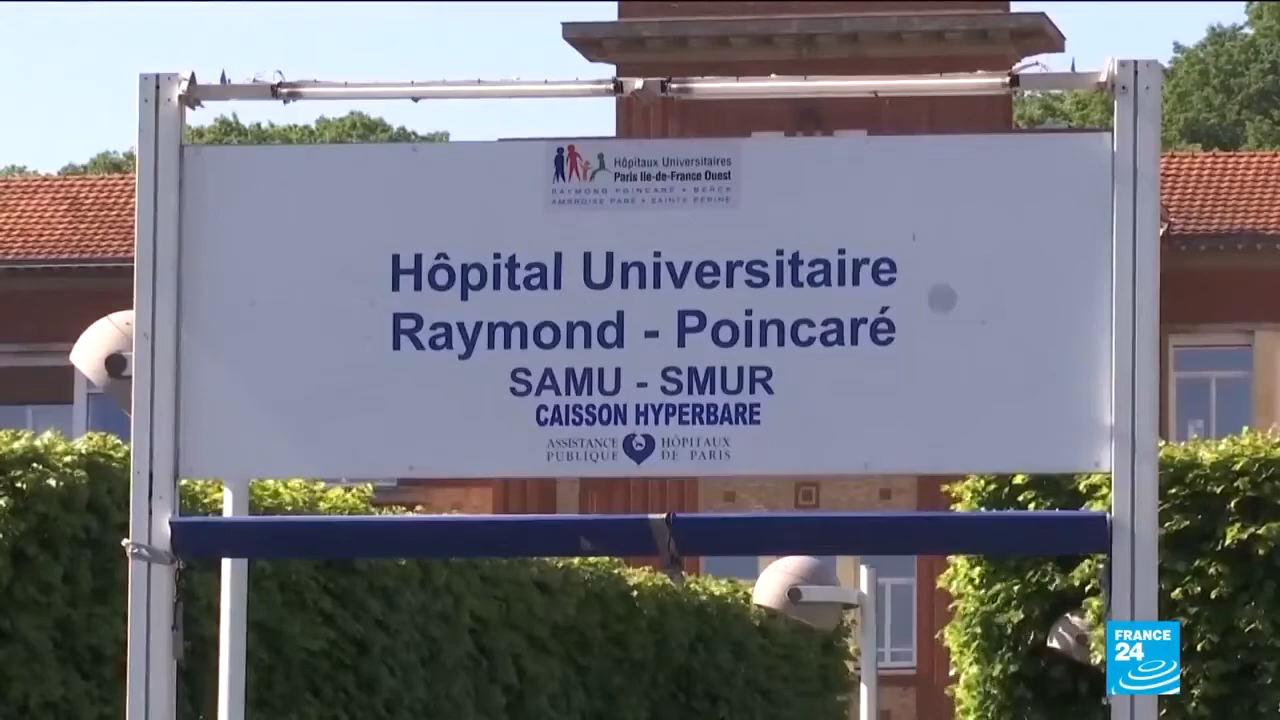 Hôpitaux Universitaires
Paris Ile-de-France Ouest
RAYMOND POINCARÉ • BERCK
AMBROISE PARÉ • SAINTE PÉRINE
Hôpital Universitaire
Raymond - Poincaré
SAMU - SMUR
CAISSON HYPERBARE
ASSISTANCE HÔPITAUX
PUBLIQUE DE PARIS
FRANCE
24